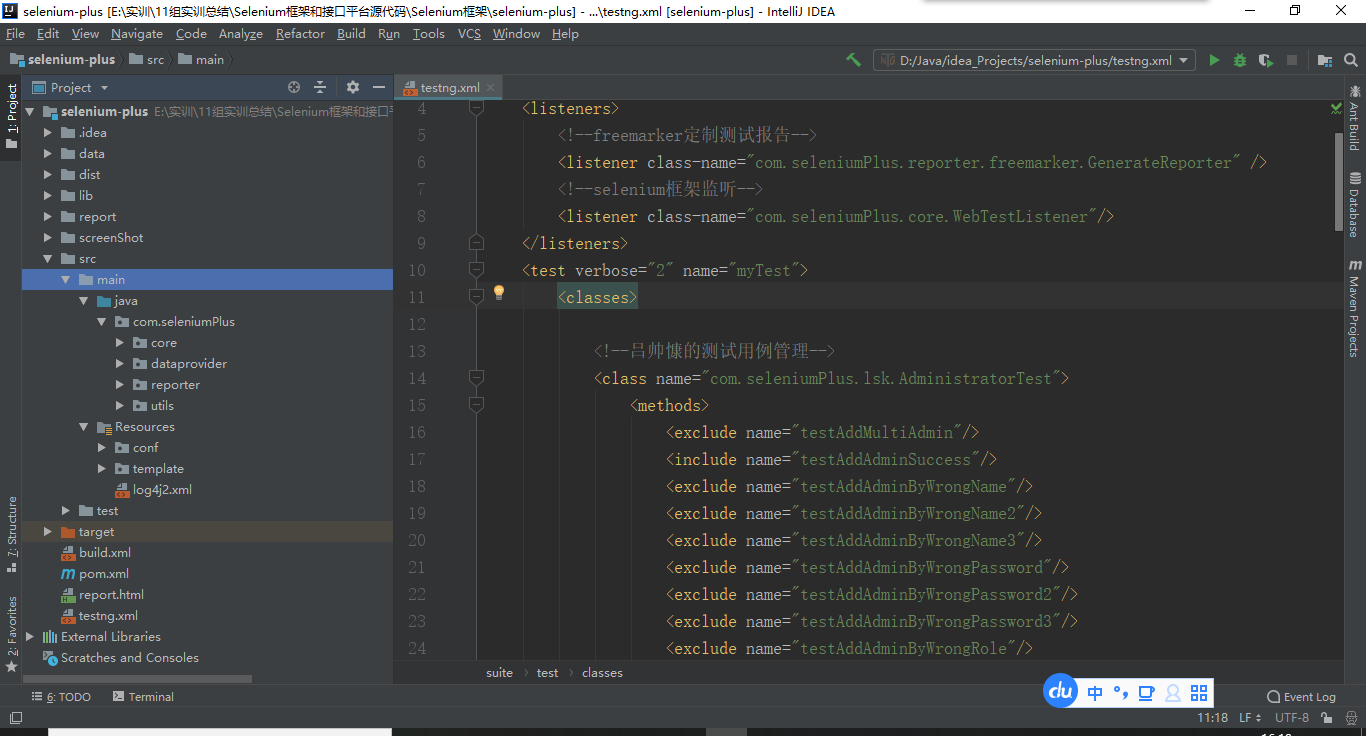 selenium-plus [E:\实训\11组实训总结\Selenium框架和接口平台源代码\Selenium框架\selenium-plus] - ...\testng.xml [selenium-plus] - IntelliJ IDEA
File Edit View Navigate Code Analyze Refactor Build Run Tools VCS Window Help
selenium-plus src main
D:/Java/idea_Projects/selenium-plus/testng.xml
Project
testng.xml
1: Project
7: Structure
2: Favorites
selenium-plus E:\实训\11组实训总结\Selenium框架和接口
.idea
data
dist
lib
report
screenShot
src
main
java
com.seleniumPlus
core
dataprovider
reporter
utils
Resources
conf
template
log4j2.xml
test
target
build.xml
pom.xml
report.html
testng.xml
External Libraries
Scratches and Consoles
4 <listeners>
5 <!--freemarker定制测试报告-->
6 <listener class-name="com.seleniumPlus.reporter.freemarker.GenerateReporter" />
7 <!--selenium框架监听-->
8 <listener class-name="com.seleniumPlus.core.WebTestListener"/>
9 </listeners>
10 <test verbose="2" name="myTest">
11 <classes>
12
13 <!--吕帅慷的测试用例管理-->
14 <class name="com.seleniumPlus.lsk.AdministratorTest">
15 <methods>
16 <exclude name="testAddMultiAdmin"/>
17 <include name="testAddAdminSuccess"/>
18 <exclude name="testAddAdminByWrongName"/>
19 <exclude name="testAddAdminByWrongName2"/>
20 <exclude name="testAddAdminByWrongName3"/>
21 <exclude name="testAddAdminByWrongPassword"/>
22 <exclude name="testAddAdminByWrongPassword2"/>
23 <exclude name="testAddAdminByWrongPassword3"/>
24 <exclude name="testAddAdminByWrongRole"/>
suite test classes
Ant Build
Database
Maven Projects
6: TODO Terminal
du 中
Event Log
11:18 LF UTF-8